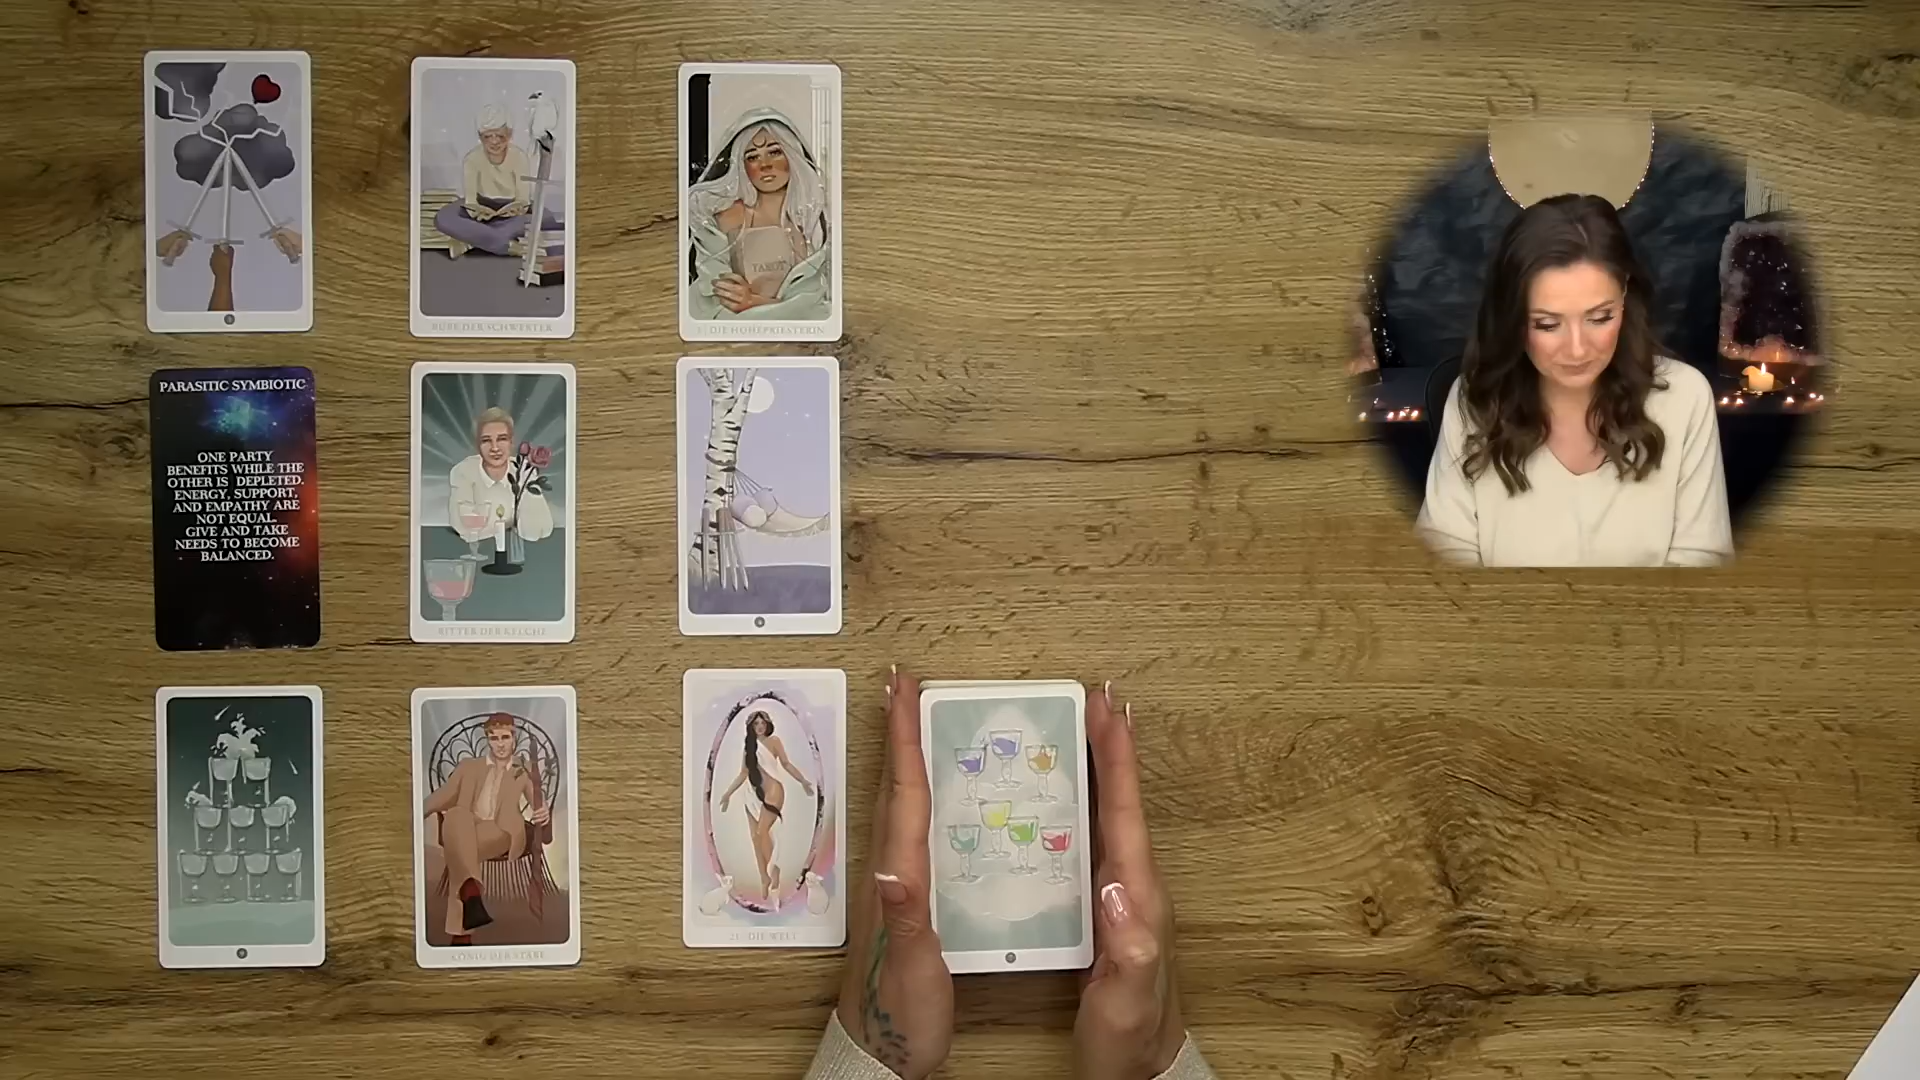 BUBE DER SCHWERTER
TAROT
DIE HOHEPRIESTERIN
PARASITIC SYMBIOTIC
ONE PARTY
BENEFITS WHILE THE
OTHER IS DEPLETED.
ENERGY, SUPPORT,
AND EMPATHY ARE
NOT EQUAL.
GIVE AND TAKE
NEEDS TO BECOME
BALANCED.
RITTER DER KELCHE
KÖNIG DER STÄBE
21 DIE WELT